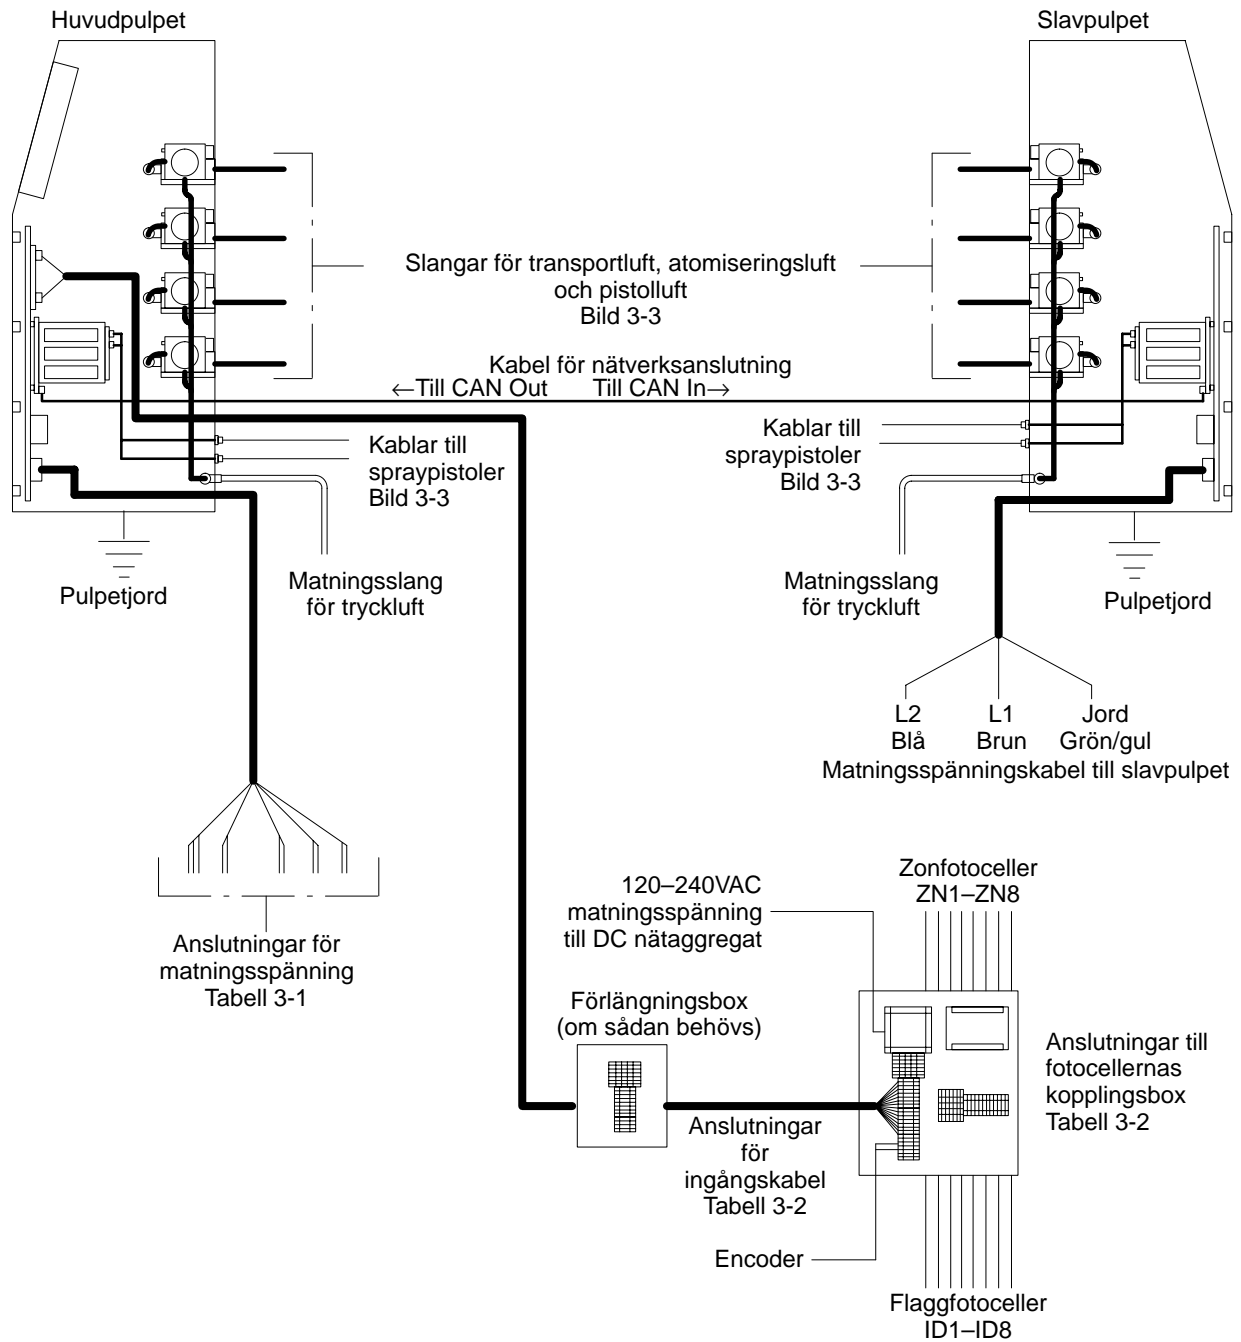 Huvudpulpet
Slavpulpet
Slangar för transportluft, atomiseringsluft
och pistolluft
Bild 3-3
Kabel för nätverksanslutning
←Till CAN Out
Till CAN In→
Kablar till
spraypistoler
Bild 3-3
Kablar till
spraypistoler
Bild 3-3
Pulpetjord
Matningsslang
för tryckluft
Matningsslang
för tryckluft
Pulpetjord
L2
Blå
L1
Brun
Jord
Grön/gul
Matningsspänningskabel till slavpulpet
Anslutningar för
matningsspänning
Tabell 3-1
120–240VAC
matningsspänning
till DC nätaggregat
Zonfotoceller
ZN1–ZN8
Förlängningsbox
(om sådan behövs)
Anslutningar till
fotocellernas
kopplingsbox
Tabell 3-2
Anslutningar
för
ingångskabel
Tabell 3-2
Encoder
Flaggfotoceller
ID1–ID8